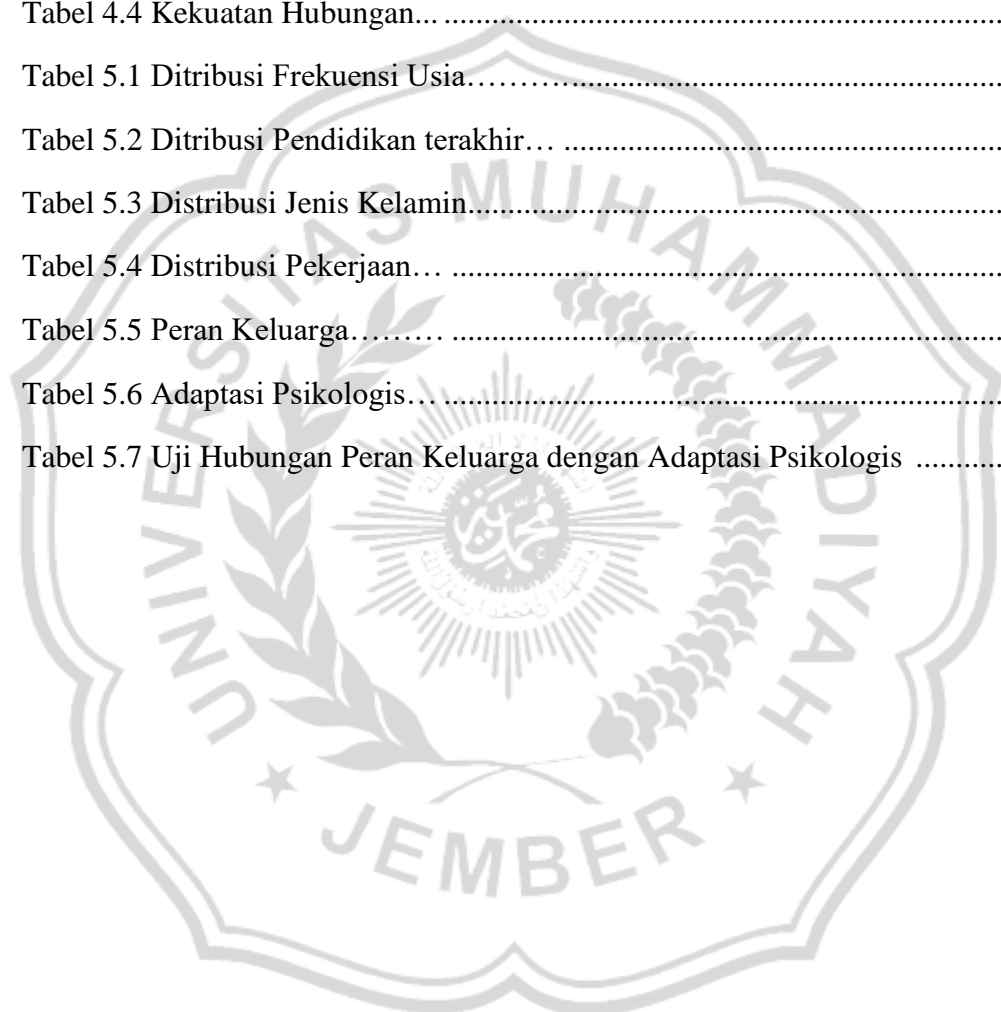 Tabel 4.4 Kekuatan Hubungan... ................................................................................
Tabel 5.1 Ditribusi Frekuensi Usia……….................................................................
Tabel 5.2 Ditribusi Pendidikan terakhir… ................................................................
Tabel 5.3 Distribusi Jenis Kelamin............................................................................
Tabel 5.4 Distribusi Pekerjaan… ..............................................................................
Tabel 5.5 Peran Keluarga……… ..............................................................................
Tabel 5.6 Adaptasi Psikologis… ...............................................................................
Tabel 5.7 Uji Hubungan Peran Keluarga dengan Adaptasi Psikologis ...........
UNIVERSITAS MUHAMMADIYAH
JEMBER